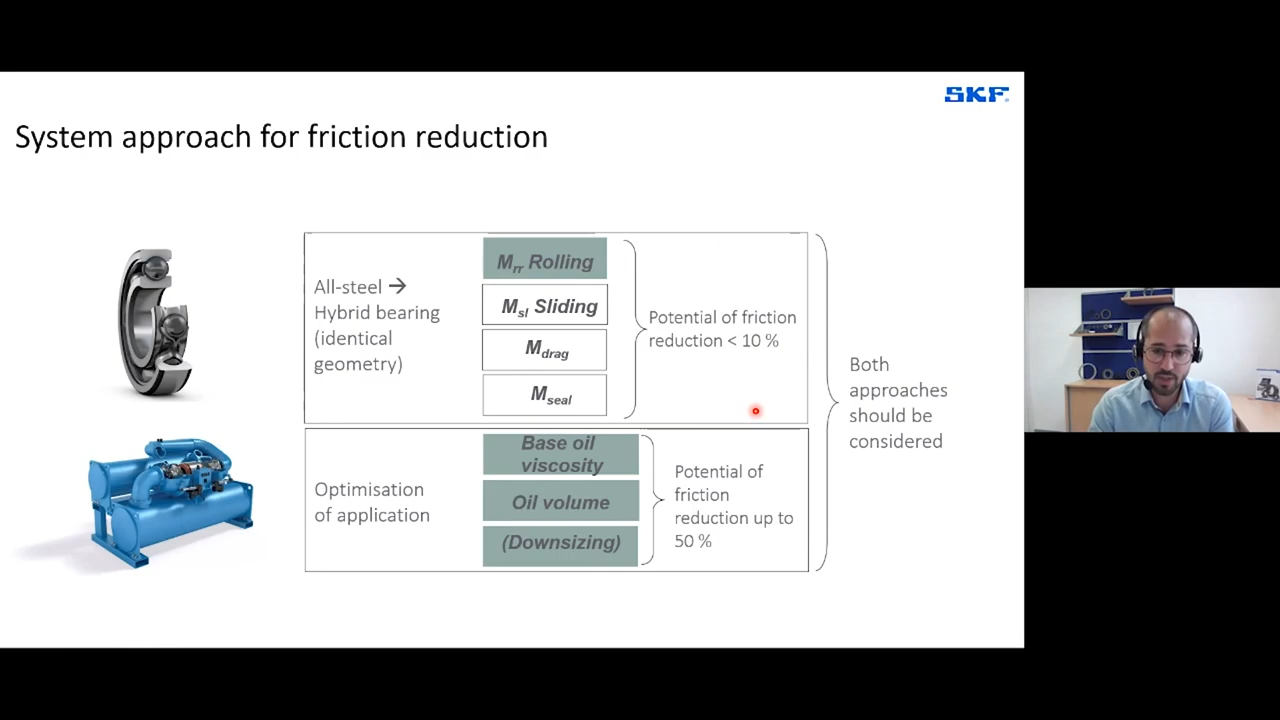 SKF
System approach for friction reduction
All-steel →
Hybrid bearing
(identical
geometry)
Mrr Rolling
Msl Sliding
Mdrag
Mseal
Potential of friction
reduction < 10 %
Optimisation
of application
Base oil
viscosity
Oil volume
(Downsizing)
Potential of
friction
reduction up to
50 %
Both
approaches
should be
considered